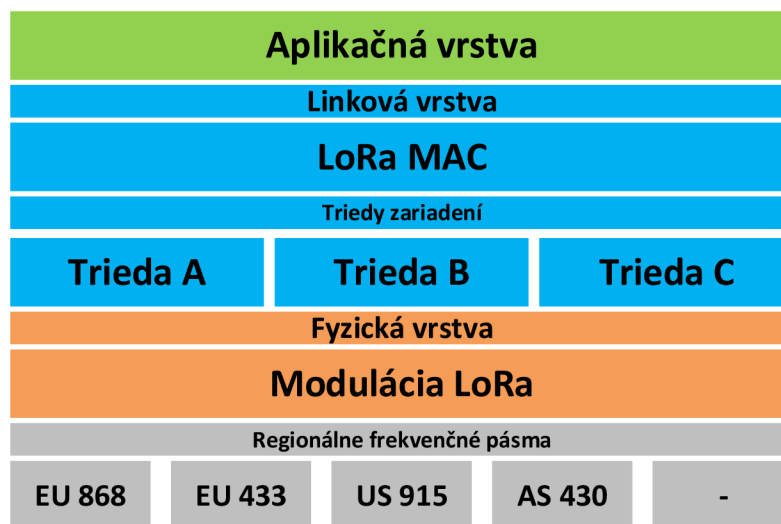 Aplikačná vrstva
Linková vrstva
LoRa MAC
Triedy zariadení
Trieda A
Trieda B
Trieda C
Fyzická vrstva
Modulácia LoRa
Regionálne frekvenčné pásma
EU 868
EU 433
US 915
AS 430
-